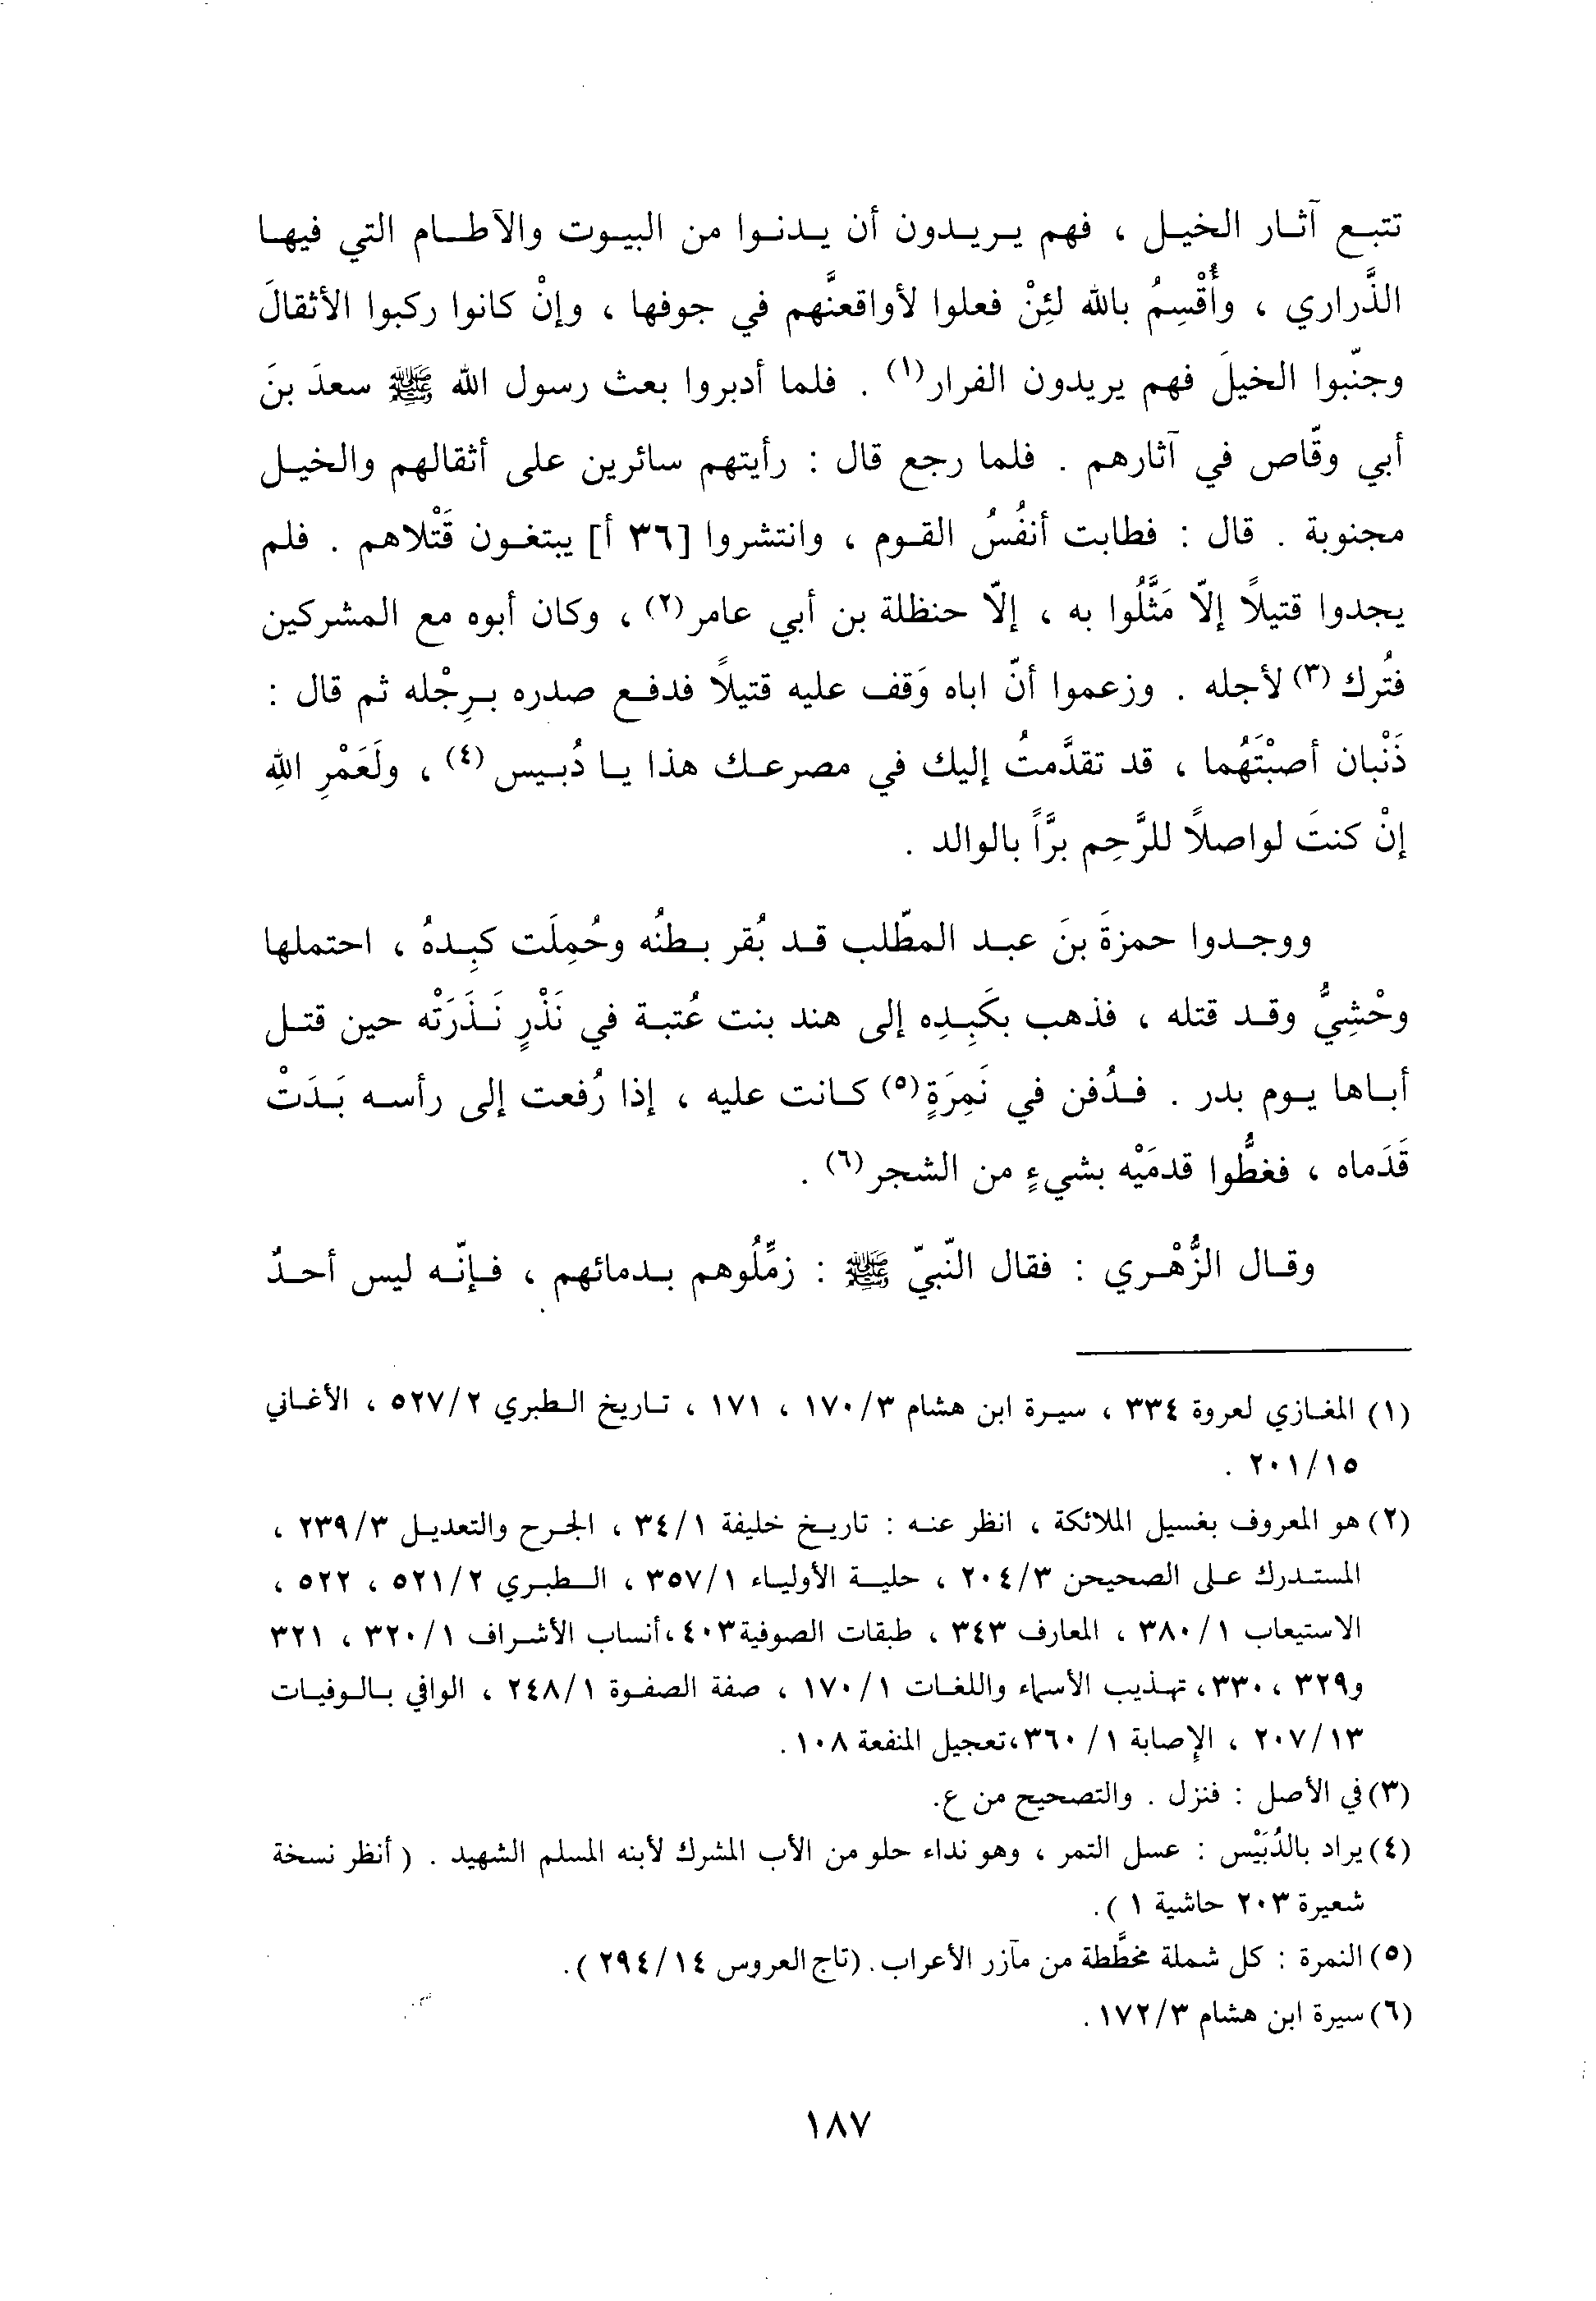 تتبع آثار الخيل ، فهم يريدون أن يدنوا من البيوت والآطام التي فيها
الذَّراري ، وأُقْسِمُ بالله لئِنْ فعلوا لأواقعنَّهم في جوفها ، وإنْ كانوا ركبوا الأثقالَ
وجنّبوا الخيلَ فهم يريدون الفرار(١) . فلما أدبروا بعث رسول الله ﷺ سعدَ بنَ
أبي وقّاص في آثارهم . فلما رجع قال : رأيتهم سائرين على أثقالهم والخيل
مجنوبة . قال : فطابت أنفُسُ القوم ، وانتشروا [٣٦ أ] يبتغون قَتْلاهم . فلم
يجدوا قتيلاً إلّا مَثَّلُوا به ، إلّا حنظلة بن أبي عامر(٢) ، وكان أبوه مع المشركين
فتُرك(٣) لأجله . وزعموا أنّ اباه وَقف عليه قتيلاً فدفع صدره برِجْله ثم قال :
ذَنْبان أصبْتَهُما ، قد تقدَّمتُ إليك في مصرعك هذا يا دُبيس(٤) ، ولَعَمْرِ اللهِ
إنْ كنتَ لواصلاً للرَّحِم برَّاً بالوالد .
ووجدوا حمزةَ بنَ عبد المطّلب قد بُقر بطنُه وحُمِلَت كبِدهُ ، احتملها
وحْشِيُّ وقد قتله ، فذهب بكَبِدِه إلى هند بنت عُتبة في نَذْرٍ نَذَرَتْه حين قتل
أباها يوم بدر . فدُفن في نَمِرَةٍ(٥) كانت عليه ، إذا رُفعت إلى رأسه بَدَتْ
قَدَماه ، فغطُّوا قدمَيْه بشيءٍ من الشجر(٦) .
وقال الزُّهْري : فقال النّبيّ ﷺ : زمِّلُوهم بدمائهم ، فإنّه ليس أحدٌ
(١) المغازي لعروة ٣٣٤ ، سيرة ابن هشام ١٧٠/٣ ، ١٧١ ، تاريخ الطبري ٥٢٧/٢ ، الأغاني
٢٠١/١٥ .
(٢) هو المعروف بغسيل الملائكة ، انظر عنه : تاريخ خليفة ٣٤/١ ، الجرح والتعديل ٢٣٩/٣ ،
المستدرك على الصحيحن ٢٠٤/٣ ، حلية الأولياء ٣٥٧/١ ، الطبري ٥٢١/٢ ، ٥٢٢ ،
الاستيعاب ٣٨٠/١ ، المعارف ٣٤٣ ، طبقات الصوفية٤٠٣،أنساب الأشراف ٣٢٠/١ ، ٣٢١
و٣٢٩ ،٣٣٠، تهذيب الأسماء واللغات ١٧٠/١ ، صفة الصفوة ٢٤٨/١ ، الوافي بالوفيات
٢٠٧/١٣ ، الإصابة ٣٦٠/١،تعجيل المنفعة ١٠٨.
(٣) في الأصل : فنزل . والتصحيح من ع.
(٤) يراد بالدُبَيْس : عسل التمر ، وهو نداء حلو من الأب المشرك لأبنه المسلم الشهيد . ( أنظر نسخة
شعيرة ٢٠٣ حاشية ١ ).
(٥) النمرة : كل شملة مخطَّطة من مآزر الأعراب. (تاج العروس ٢٩٤/١٤ ).
(٦) سيرة ابن هشام ١٧٢/٣ .
١٨٧